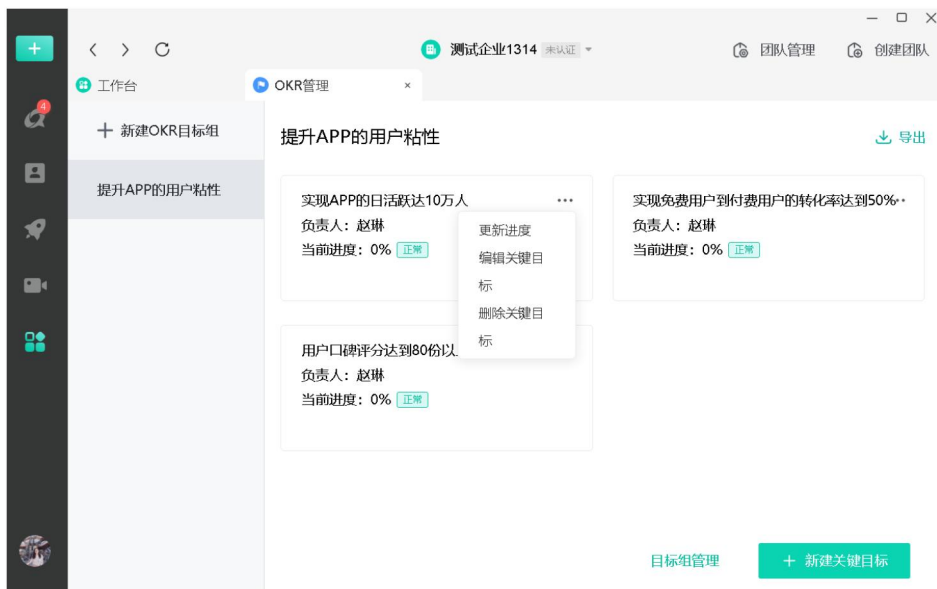 测试企业1314 未认证
团队管理
创建团队
工作台
OKR管理
4
新建OKR目标组
提升APP的用户粘性
提升APP的用户粘性
导出
实现APP的日活跃达10万人
负责人：赵琳
当前进度：0% 正常
更新进度
编辑关键目
标
删除关键目
标
实现免费用户到付费用户的转化率达到50%
负责人：赵琳
当前进度：0% 正常
用户口碑评分达到80份以
负责人：赵琳
当前进度：0% 正常
目标组管理
新建关键目标